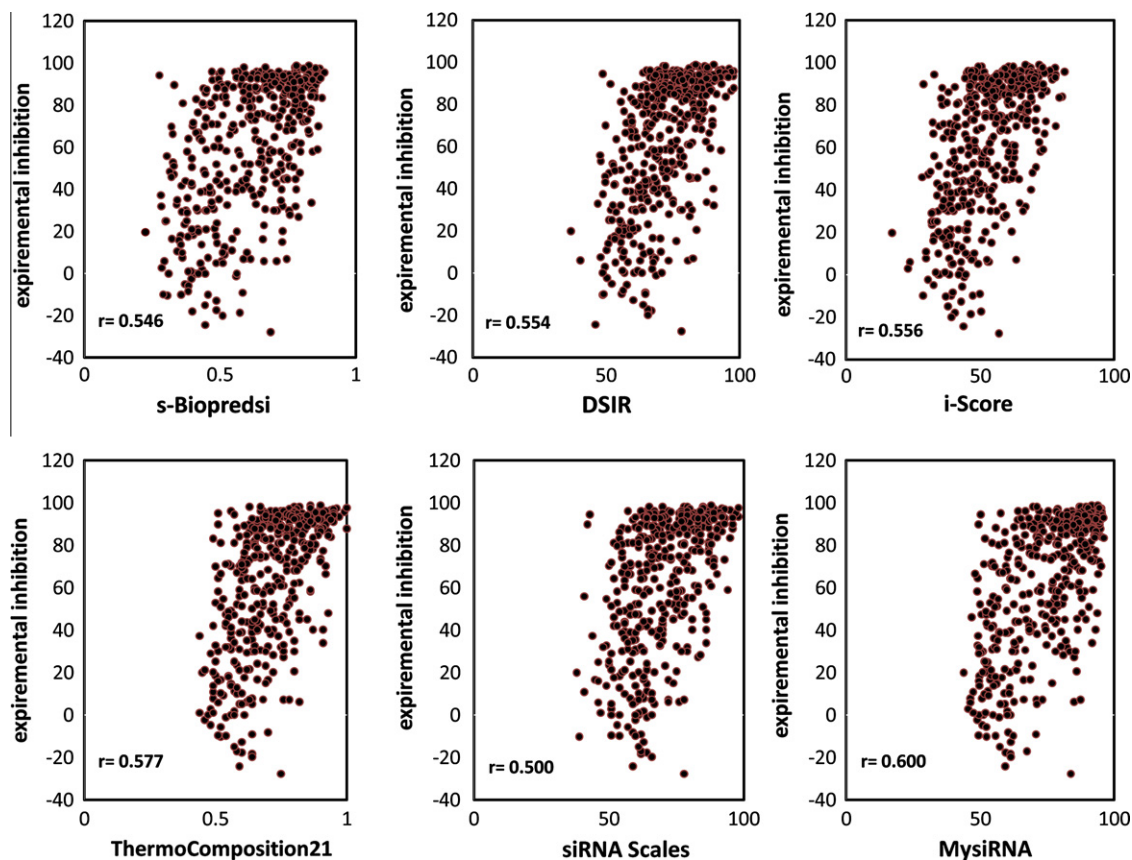 120
100
80
60
40
20
0
-20
-40
expiremental inhibition
r= 0.546
0 0.5 1
s-Biopredsi
120
100
80
60
40
20
0
-20
-40
expiremental inhibition
r= 0.554
0 50 100
DSIR
120
100
80
60
40
20
0
-20
-40
expiremental inhibition
r= 0.556
0 50 100
i-Score
120
100
80
60
40
20
0
-20
-40
expiremental inhibition
r= 0.577
0 0.5 1
ThermoComposition21
120
100
80
60
40
20
0
-20
-40
expiremental inhibition
r= 0.500
0 50 100
siRNA Scales
120
100
80
60
40
20
0
-20
-40
expiremental inhibition
r= 0.600
0 50 100
MysiRNA